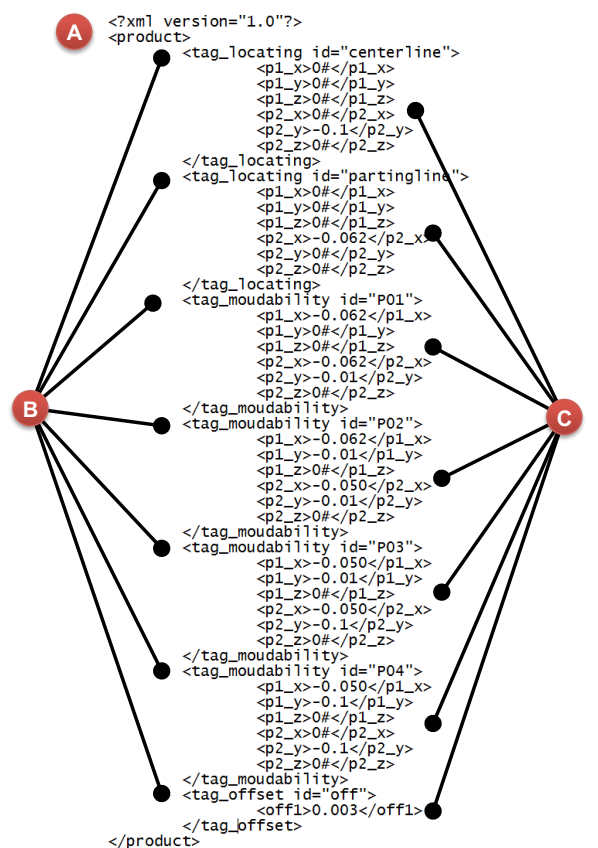 A
<?xml version="1.0"?>
<product>
<tag_locating id="centerline">
<p1_x>0#</p1_x>
<p1_y>0#</p1_y>
<p1_z>0#</p1_z>
<p2_x>0#</p2_x>
<p2_y>-0.1</p2_y>
<p2_z>0#</p2_z>
</tag_locating>
<tag_locating id="partingline">
<p1_x>0#</p1_x>
<p1_y>0#</p1_y>
<p1_z>0#</p1_z>
<p2_x>-0.062</p2_x>
<p2_y>0#</p2_y>
<p2_z>0#</p2_z>
</tag_locating>
<tag_moudability id="P01">
<p1_x>-0.062</p1_x>
<p1_y>0#</p1_y>
<p1_z>0#</p1_z>
<p2_x>-0.062</p2_x>
<p2_y>-0.01</p2_y>
<p2_z>0#</p2_z>
</tag_moudability>
B
C
<tag_moudability id="P02">
<p1_x>-0.062</p1_x>
<p1_y>-0.01</p1_y>
<p1_z>0#</p1_z>
<p2_x>-0.050</p2_x>
<p2_y>-0.01</p2_y>
<p2_z>0#</p2_z>
</tag_moudability>
<tag_moudability id="P03">
<p1_x>-0.050</p1_x>
<p1_y>-0.01</p1_y>
<p1_z>0#</p1_z>
<p2_x>-0.050</p2_x>
<p2_y>-0.1</p2_y>
<p2_z>0#</p2_z>
</tag_moudability>
<tag_moudability id="P04">
<p1_x>-0.050</p1_x>
<p1_y>-0.1</p1_y>
<p1_z>0#</p1_z>
<p2_x>0#</p2_x>
<p2_y>-0.1</p2_y>
<p2_z>0#</p2_z>
</tag_moudability>
<tag_offset id="off">
<off1>0.003</off1>
</tag_offset>
</product>